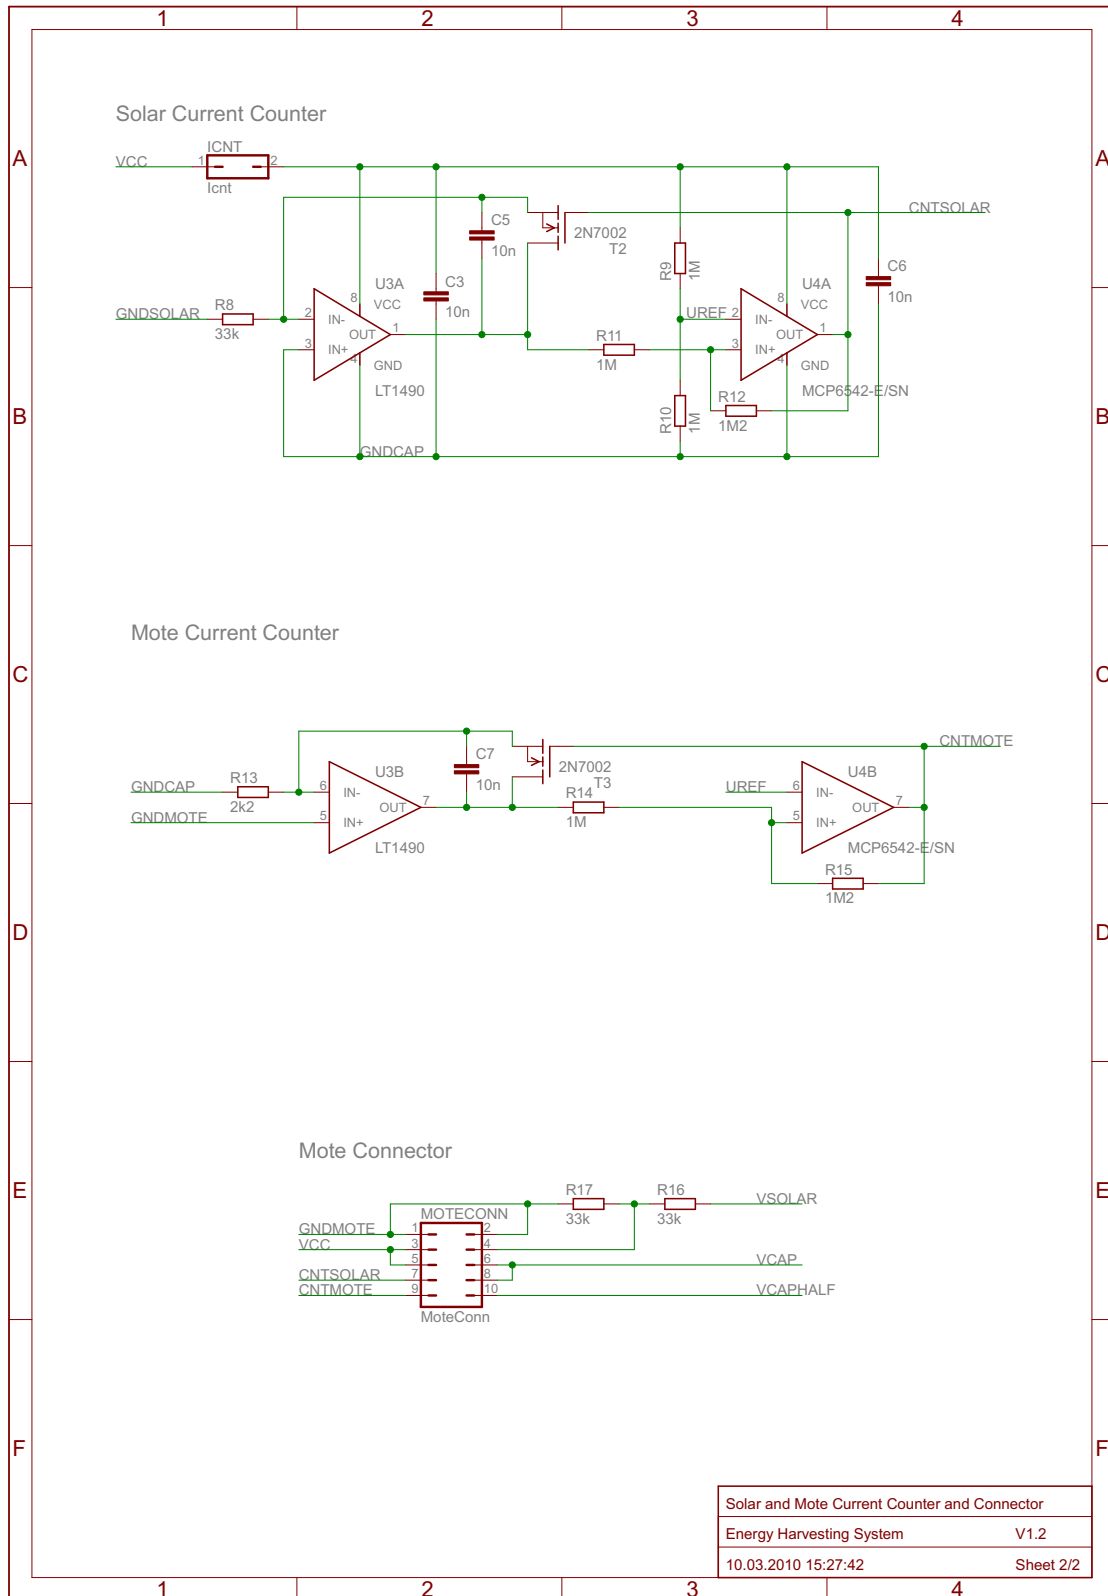 1 2 3 4
Solar Current Counter
A A
ICNT
VCC 1 2
Icnt
CNTSOLAR
C5
2N7002
10n T2
R9 1M
C6
10n
U3A C3 U4A
8 VCC 10n 8 VCC
GNDSOLAR R8 2 IN- UREF 2 IN-
33k OUT 1 R11 OUT 1
3 IN+ 1M 3 IN+
4 GND 4 GND
LT1490 R12 MCP6542-E/SN
B R10 1M 1M2 B
GNDCAP
Mote Current Counter
C C
CNTMOTE
C7
U3B 10n 2N7002 U4B
T3
GNDCAP R13 6 IN- R14 UREF 6 IN-
2k2 OUT 7 1M OUT 7
GNDMOTE 5 IN+ 5 IN+
LT1490 MCP6542-E/SN
R15
1M2
D D
Mote Connector
E E
R17 R16 VSOLAR
33k 33k
MOTECONN
GNDMOTE 1 2
VCC 3 4
5 6 VCAP
CNTSOLAR 7 8
CNTMOTE 9 10 VCAPHALF
MoteConn
F F
Solar and Mote Current Counter and Connector
Energy Harvesting System V1.2
10.03.2010 15:27:42 Sheet 2/2
1 2 3 4